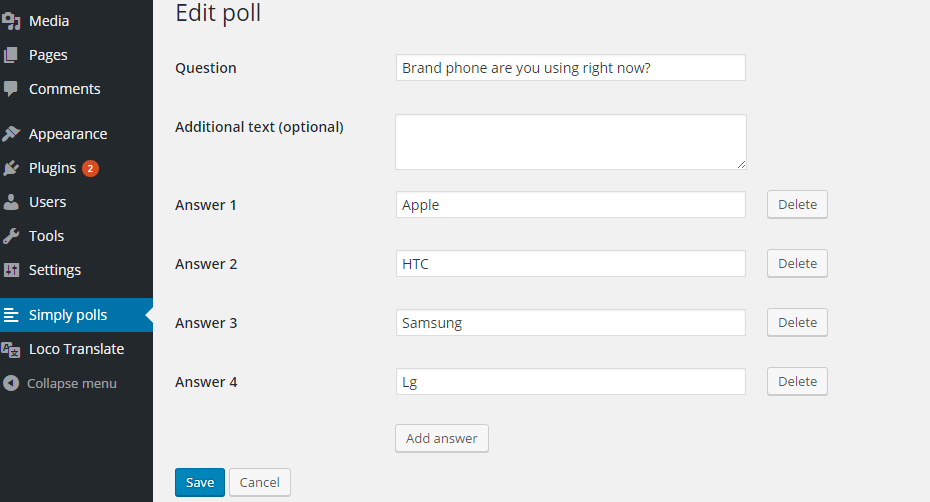 Media
Pages
Comments
Appearance
Plugins 2
Users
Tools
Settings
Simply polls
Loco Translate
Collapse menu
Edit poll
Question Brand phone are you using right now?
Additional text (optional)
Answer 1 Apple Delete
Answer 2 HTC Delete
Answer 3 Samsung Delete
Answer 4 Lg Delete
Add answer
Save Cancel